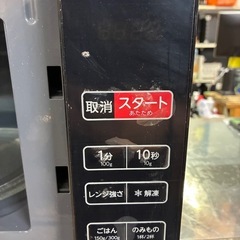 取消 スタート
あたため
1分 10秒
100g 10g
レンジ強さ ❄解凍
ごはん のみもの
150g/300g 1杯/2杯